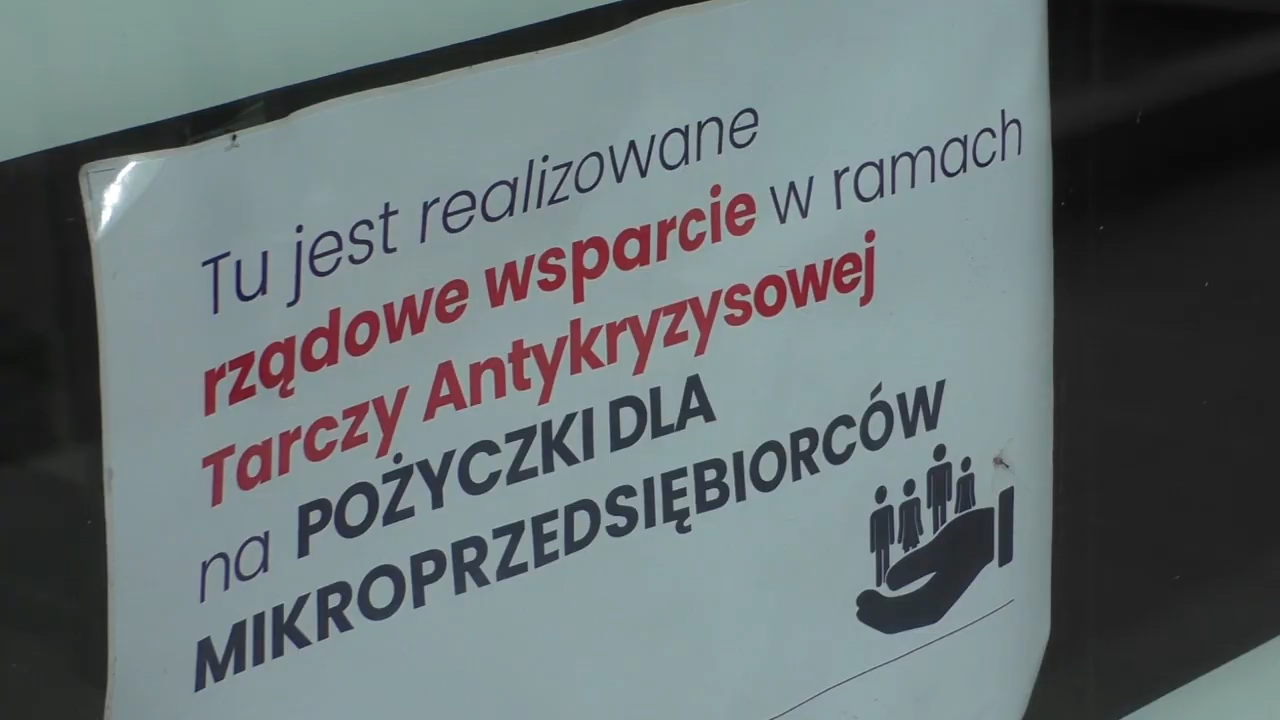 Tu jest realizowane
rządowe wsparcie w ramach
Tarczy Antykryzysowej
na POŻYCZKI DLA
MIKROPRZEDSIĘBIORCÓW